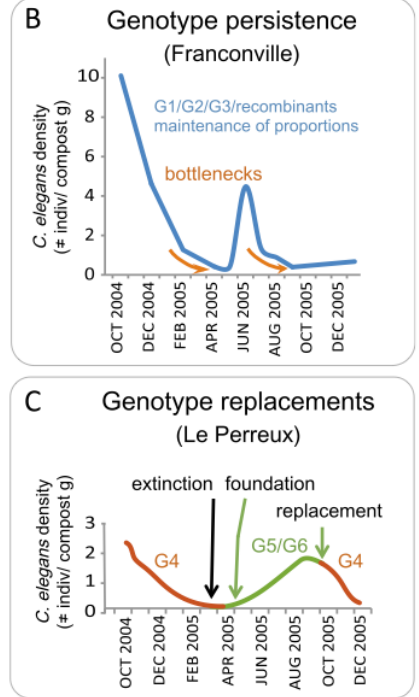 B
Genotype persistence
(Franconville)
C. elegans density
(≠ indiv/ compost g)
10
8
6
4
2
0
G1/G2/G3/recombinants
maintenance of proportions
bottlenecks
OCT 2004
DEC 2004
FEB 2005
APR 2005
JUN 2005
AUG 2005
OCT 2005
DEC 2005
C
Genotype replacements
(Le Perreux)
C. elegans density
(≠ indiv/ compost g)
extinction
foundation
replacement
3
2
1
0
G4
G5/G6
G4
OCT 2004
DEC 2004
FEB 2005
APR 2005
JUN 2005
AUG 2005
OCT 2005
DEC 2005